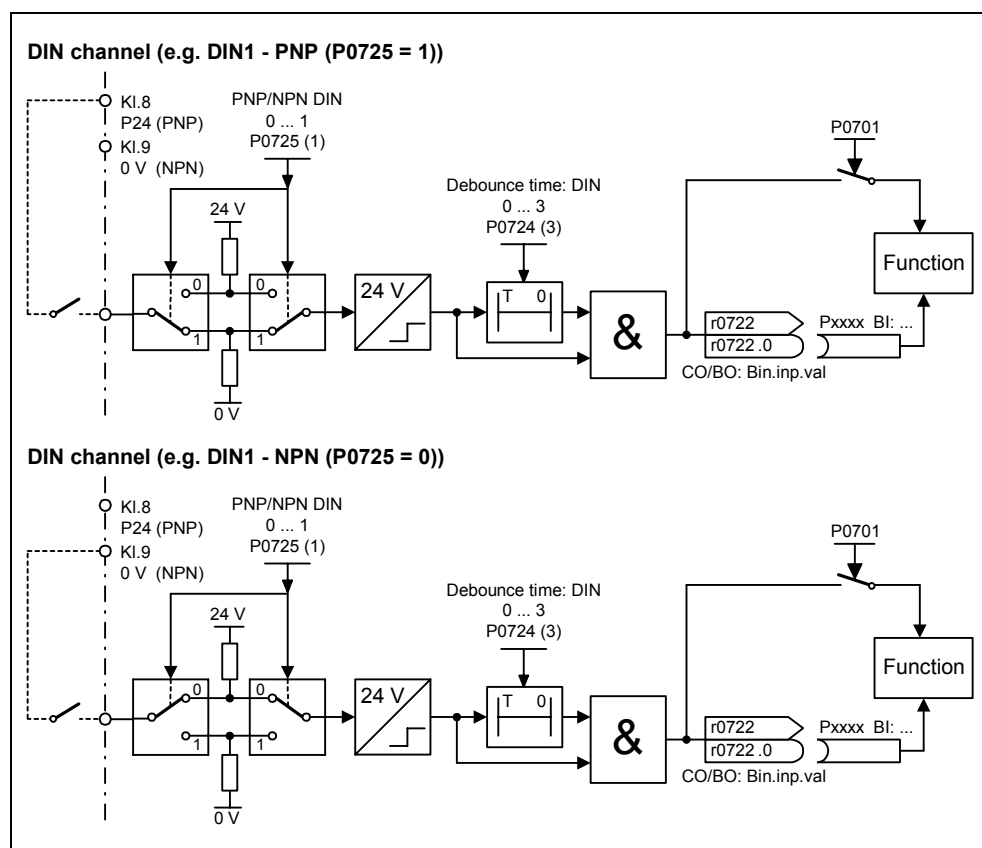 DIN channel (e.g. DIN1 - PNP (P0725 = 1))
Kl.8
P24 (PNP)
Kl.9
0 V (NPN)
PNP/NPN DIN
0 ... 1
P0725 (1)
24 V
0
0
1
1
0 V
24 V
Debounce time: DIN
0 ... 3
P0724 (3)
T 0
&
P0701
Function
r0722
r0722 .0
Pxxxx BI: ...
CO/BO: Bin.inp.val
DIN channel (e.g. DIN1 - NPN (P0725 = 0))
Kl.8
P24 (PNP)
Kl.9
0 V (NPN)
PNP/NPN DIN
0 ... 1
P0725 (1)
24 V
0
0
1
1
0 V
24 V
Debounce time: DIN
0 ... 3
P0724 (3)
T 0
&
P0701
Function
r0722
r0722 .0
Pxxxx BI: ...
CO/BO: Bin.inp.val